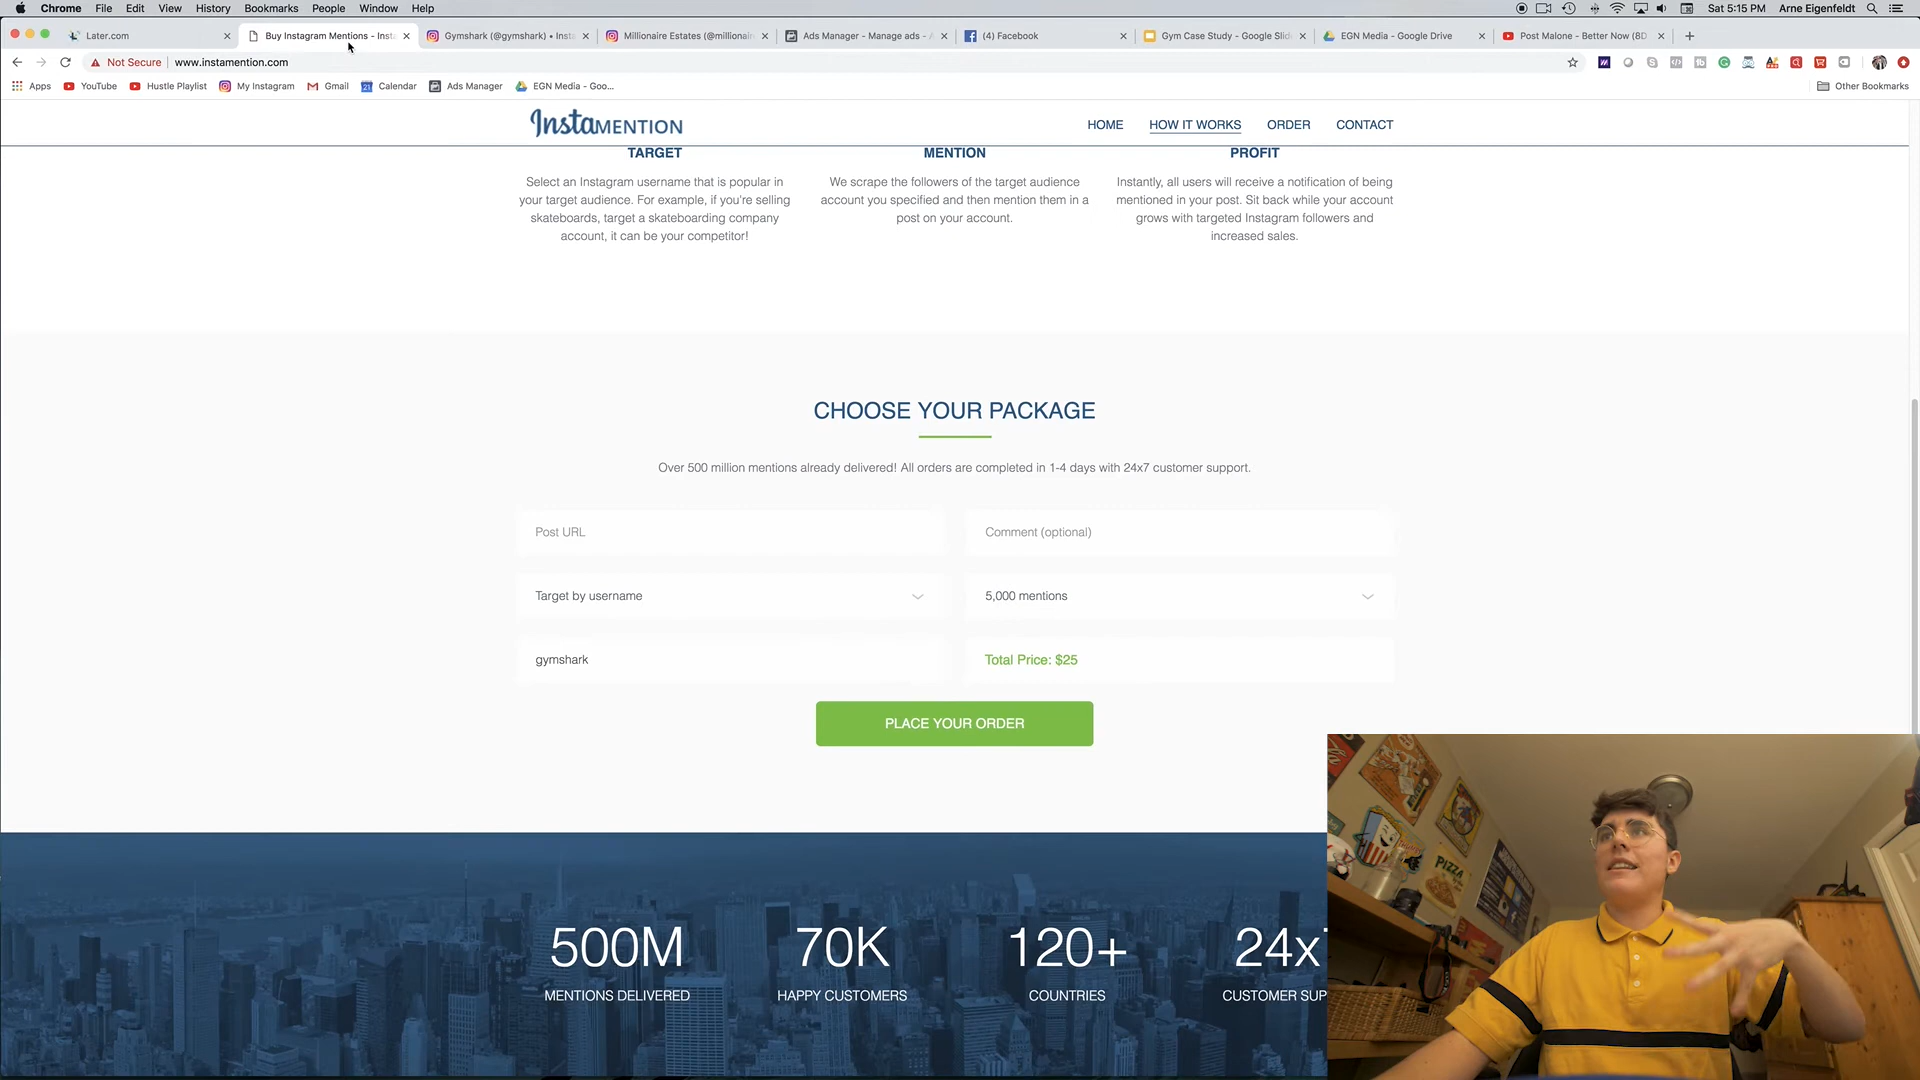 Chrome File Edit View History Bookmarks People Window Help
Sat 5:15 PM Arne Eigenfeldt
Later.com
Buy Instagram Mentions - Inst
Gymshark (@gymshark) • Insta
Millionaire Estates (@millionair
Ads Manager - Manage ads - A
(4) Facebook
Gym Case Study - Google Slid
EGN Media - Google Drive
Post Malone - Better Now (8D
Not Secure www.instamention.com
Apps YouTube Hustle Playlist My Instagram Gmail Calendar Ads Manager EGN Media - Goo... Other Bookmarks
InstaMENTION
HOME HOW IT WORKS ORDER CONTACT
TARGET
Select an Instagram username that is popular in
your target audience. For example, if you're selling
skateboards, target a skateboarding company
account, it can be your competitor!
MENTION
We scrape the followers of the target audience
account you specified and then mention them in a
post on your account.
PROFIT
Instantly, all users will receive a notification of being
mentioned in your post. Sit back while your account
grows with targeted Instagram followers and
increased sales.
CHOOSE YOUR PACKAGE
Over 500 million mentions already delivered! All orders are completed in 1-4 days with 24x7 customer support.
Post URL
Comment (optional)
Target by username
5,000 mentions
gymshark
Total Price: $25
PLACE YOUR ORDER
500M
MENTIONS DELIVERED
70K
HAPPY CUSTOMERS
120+
COUNTRIES
24x
CUSTOMER SUP
PIZZA